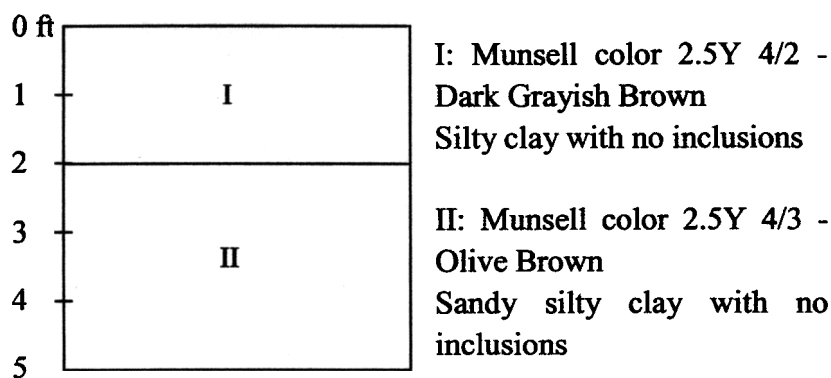 0 ft
1
2
3
4
5
I
II
I: Munsell color 2.5Y 4/2 -
Dark Grayish Brown
Silty clay with no inclusions
II: Munsell color 2.5Y 4/3 -
Olive Brown
Sandy silty clay with no
inclusions